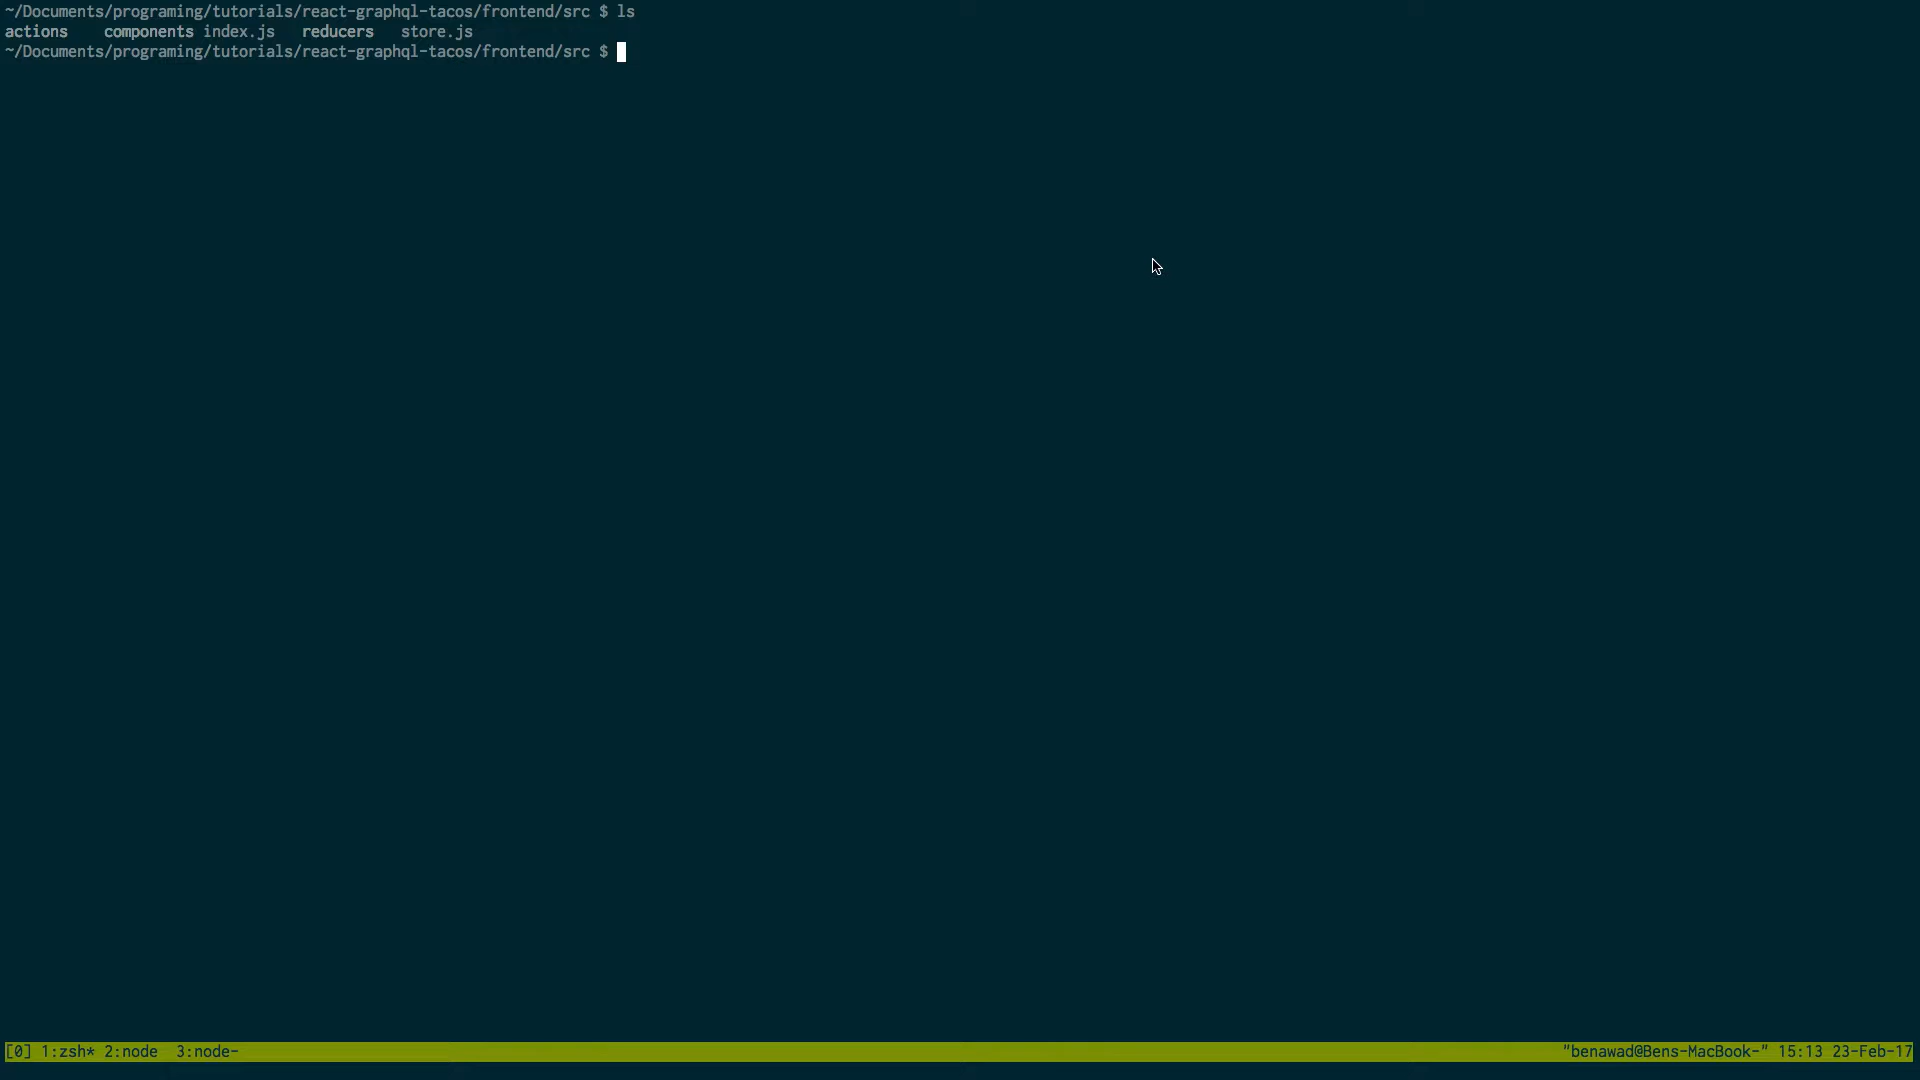 ~/Documents/programing/tutorials/react-graphql-tacos/frontend/src $ ls
actions    components index.js   reducers   store.js
~/Documents/programing/tutorials/react-graphql-tacos/frontend/src $
[0] 1:zsh* 2:node  3:node- "benawad@Bens-MacBook-" 15:13 23-Feb-17